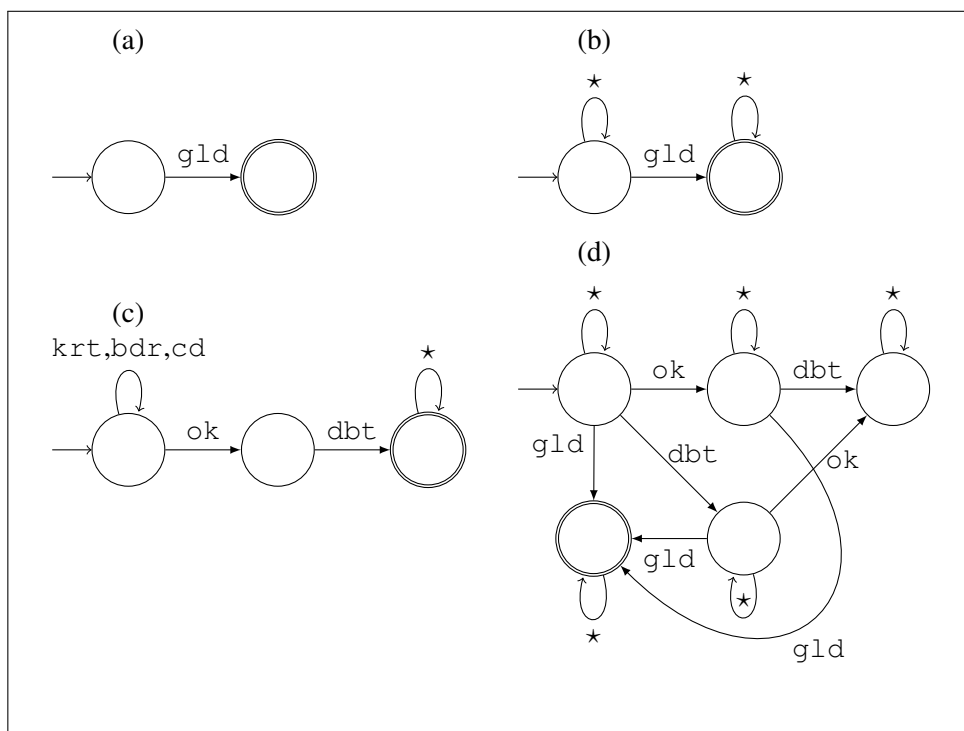 (a)
gld
(b)
⋆
⋆
gld
(c)
krt,bdr,cd
⋆
ok
dbt
(d)
⋆
⋆
⋆
ok
dbt
gld
dbt
ok
gld
⋆
⋆
gld